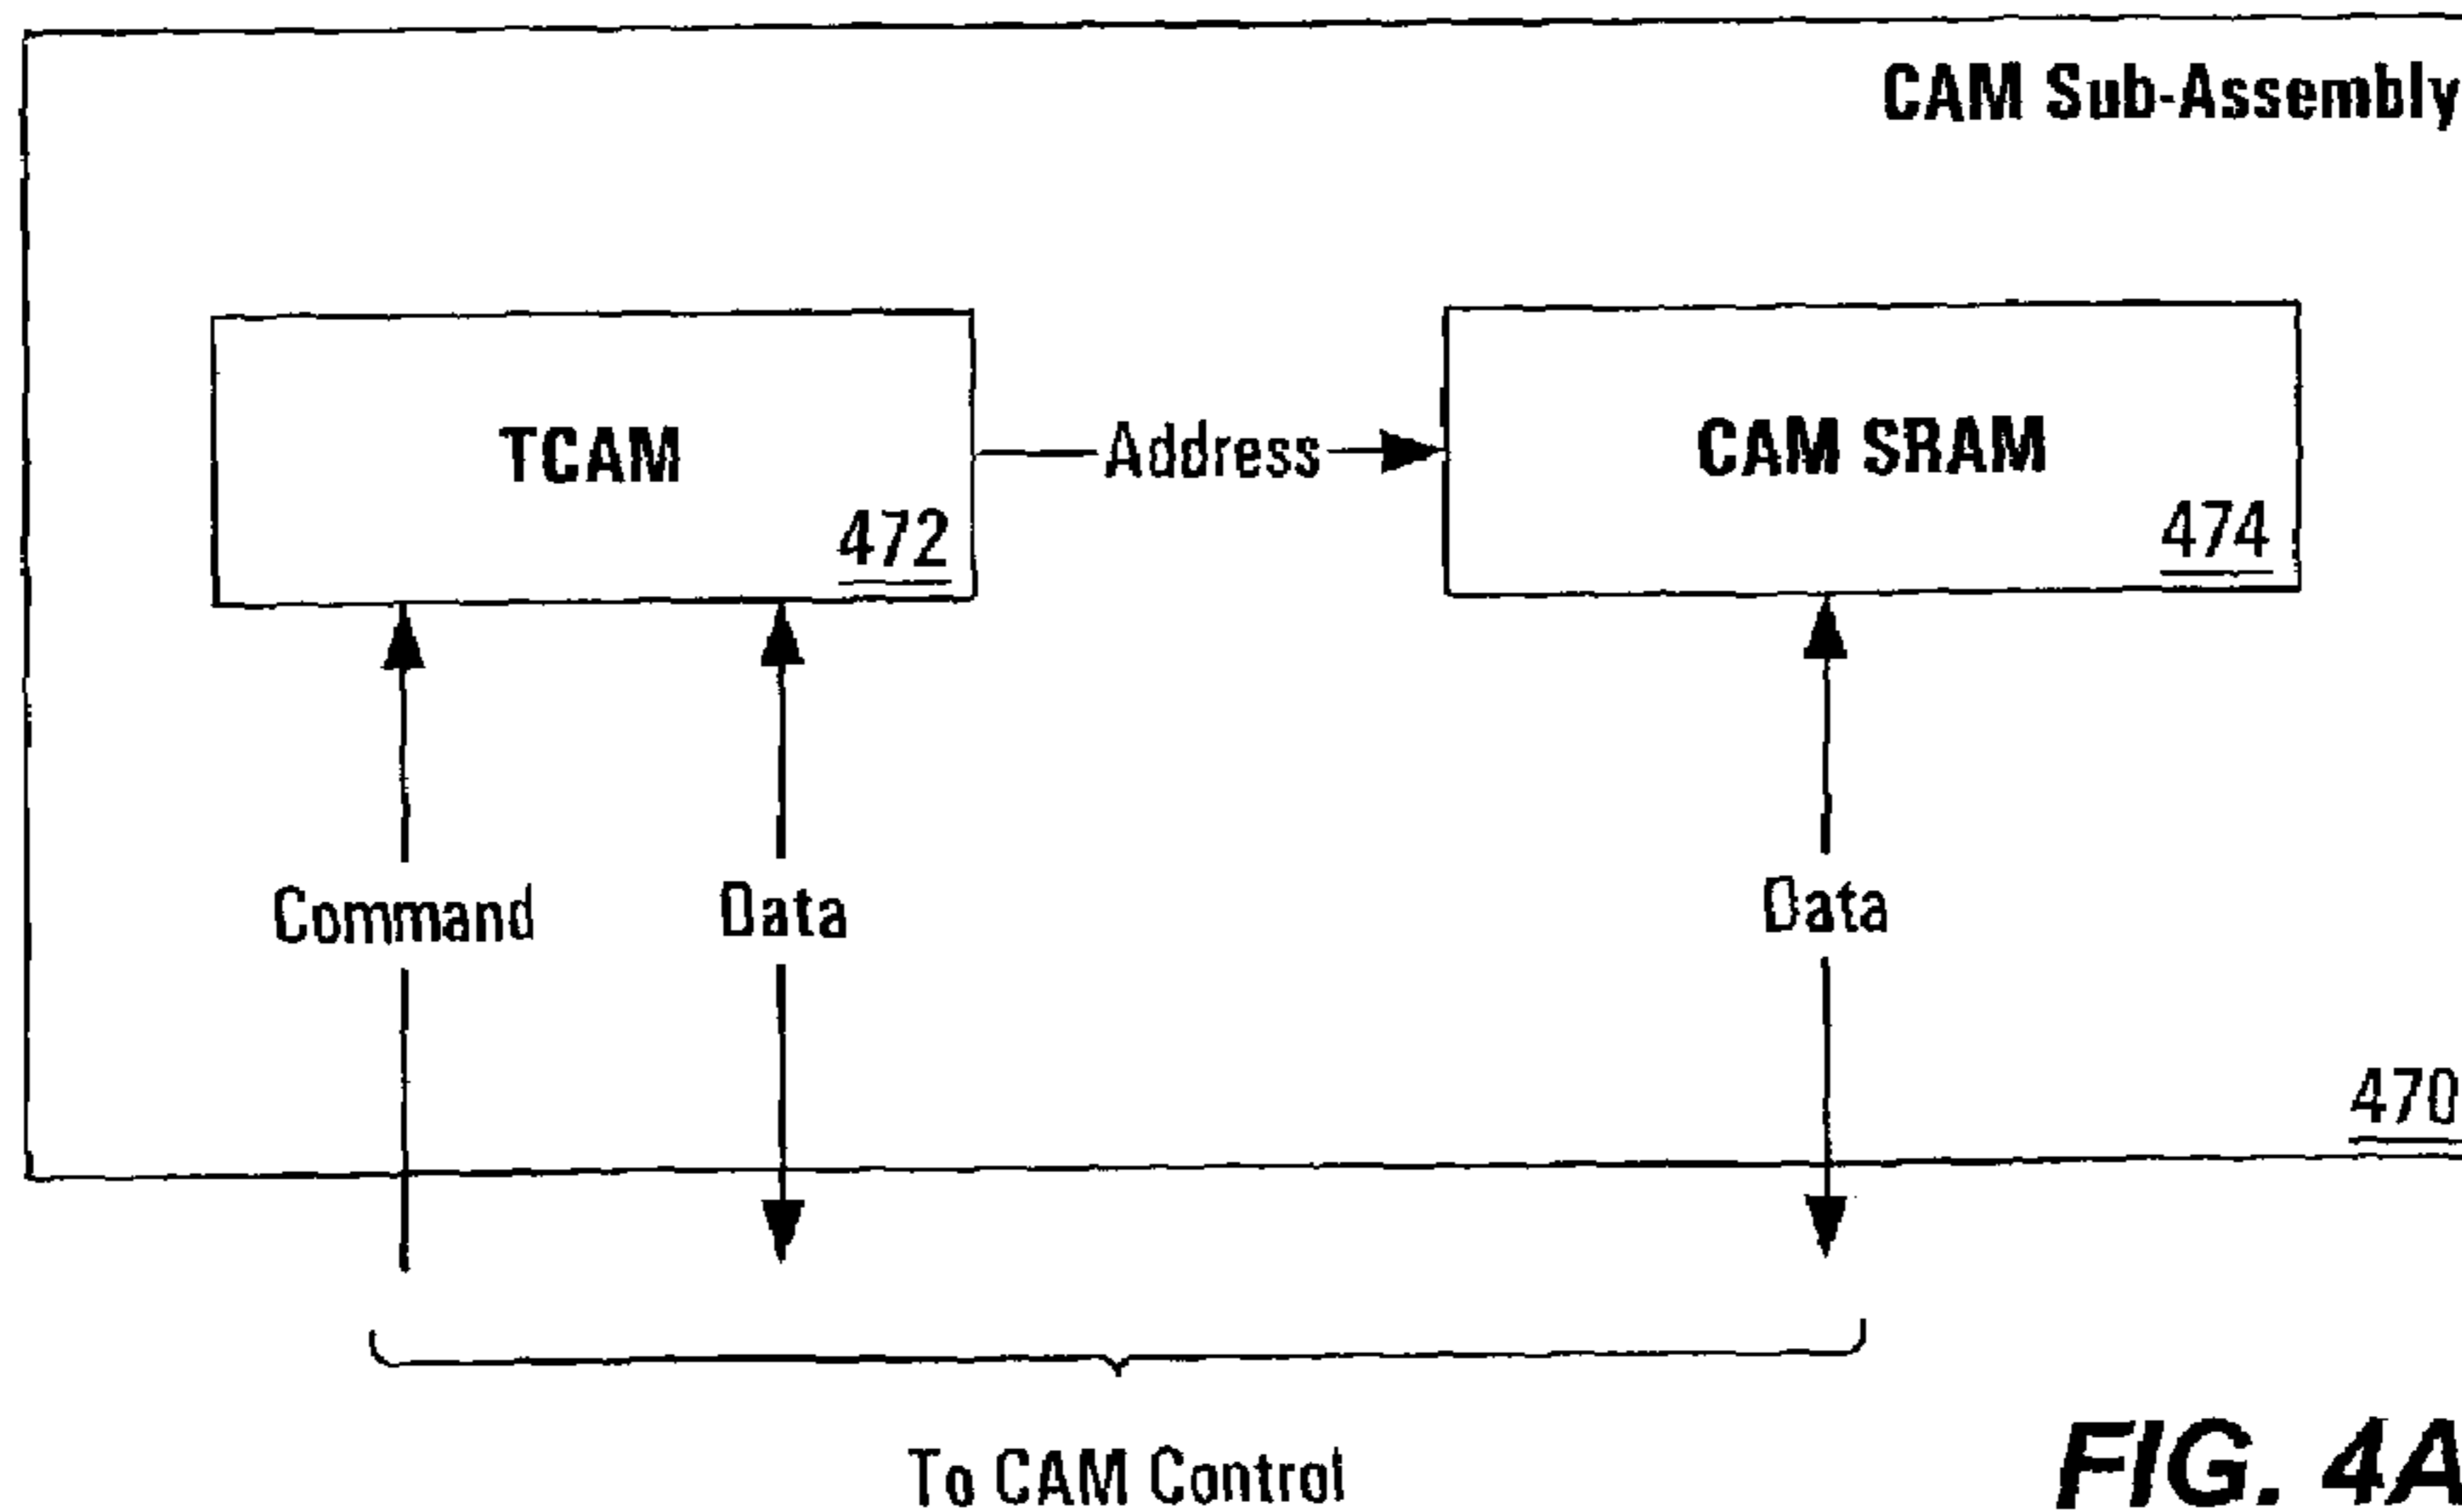 CAM Sub-Assembly
TCAM
472
Address
CAM SRAM
474
Command
Data
Data
470
To CAM Control
FIG. 4A